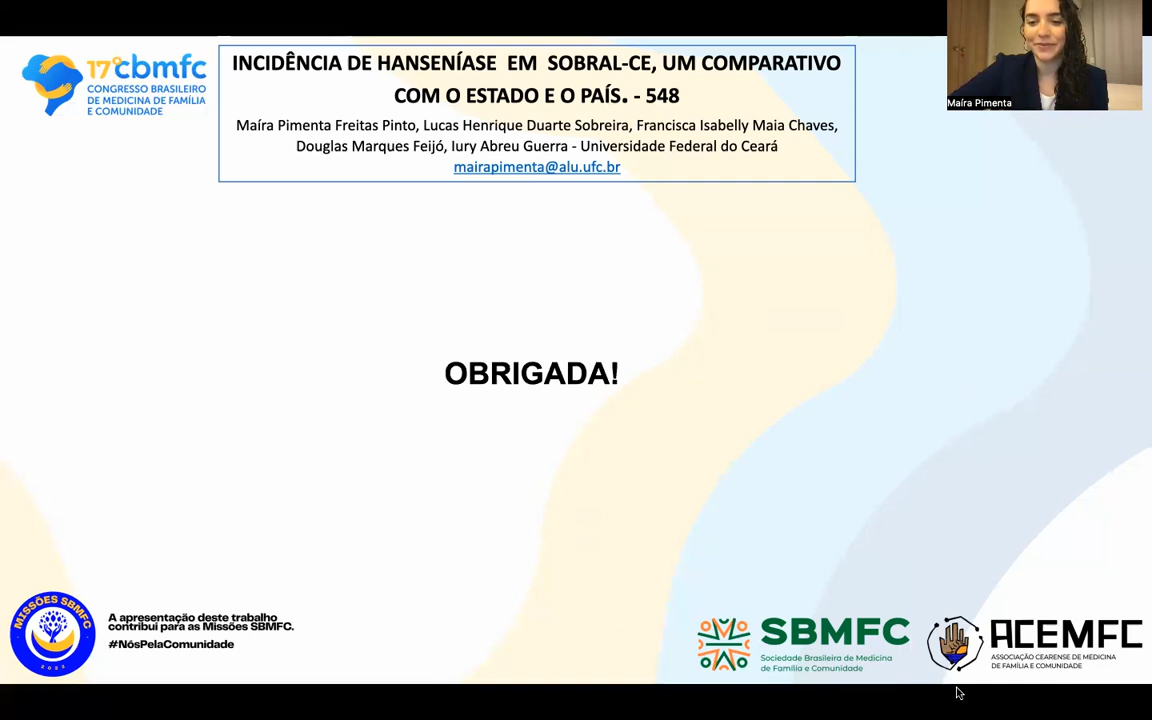 17º cbmfc
CONGRESSO BRASILEIRO
DE MEDICINA DE FAMÍLIA
E COMUNIDADE
INCIDÊNCIA DE HANSENÍASE EM SOBRAL-CE, UM COMPARATIVO
COM O ESTADO E O PAÍS. - 548
Maíra Pimenta Freitas Pinto, Lucas Henrique Duarte Sobreira, Francisca Isabelly Maia Chaves,
Douglas Marques Feijó, Iury Abreu Guerra - Universidade Federal do Ceará
mairapimenta@alu.ufc.br
Maíra Pimenta
OBRIGADA!
MISSÕES SBMFC
2022
A apresentação deste trabalho
contribui para as Missões SBMFC.
#NósPelaComunidade
SBMFC
Sociedade Brasileira de Medicina
de Família e Comunidade
ACEMFC
ASSOCIAÇÃO CEARENSE DE MEDICINA
DE FAMÍLIA E COMUNIDADE